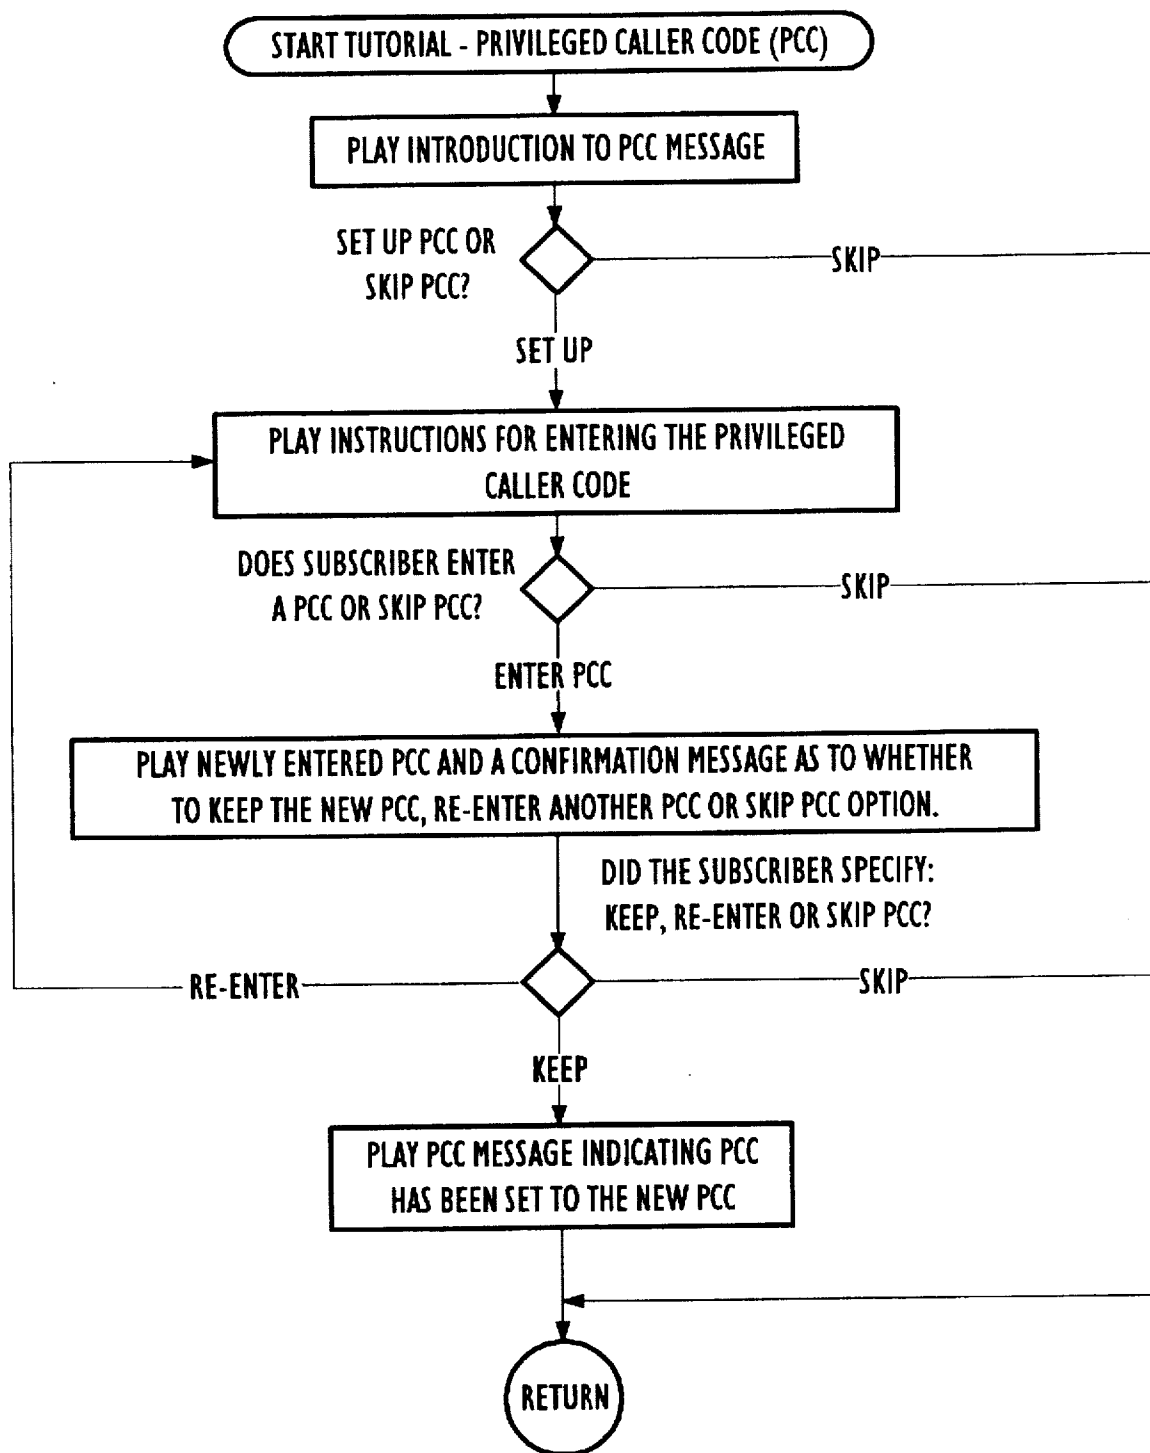 START TUTORIAL - PRIVILEGED CALLER CODE (PCC)
PLAY INTRODUCTION TO PCC MESSAGE
SET UP PCC OR
SKIP PCC?
SKIP
SET UP
PLAY INSTRUCTIONS FOR ENTERING THE PRIVILEGED
CALLER CODE
DOES SUBSCRIBER ENTER
A PCC OR SKIP PCC?
SKIP
ENTER PCC
PLAY NEWLY ENTERED PCC AND A CONFIRMATION MESSAGE AS TO WHETHER
TO KEEP THE NEW PCC, RE-ENTER ANOTHER PCC OR SKIP PCC OPTION.
DID THE SUBSCRIBER SPECIFY:
KEEP, RE-ENTER OR SKIP PCC?
RE-ENTER
SKIP
KEEP
PLAY PCC MESSAGE INDICATING PCC
HAS BEEN SET TO THE NEW PCC
RETURN